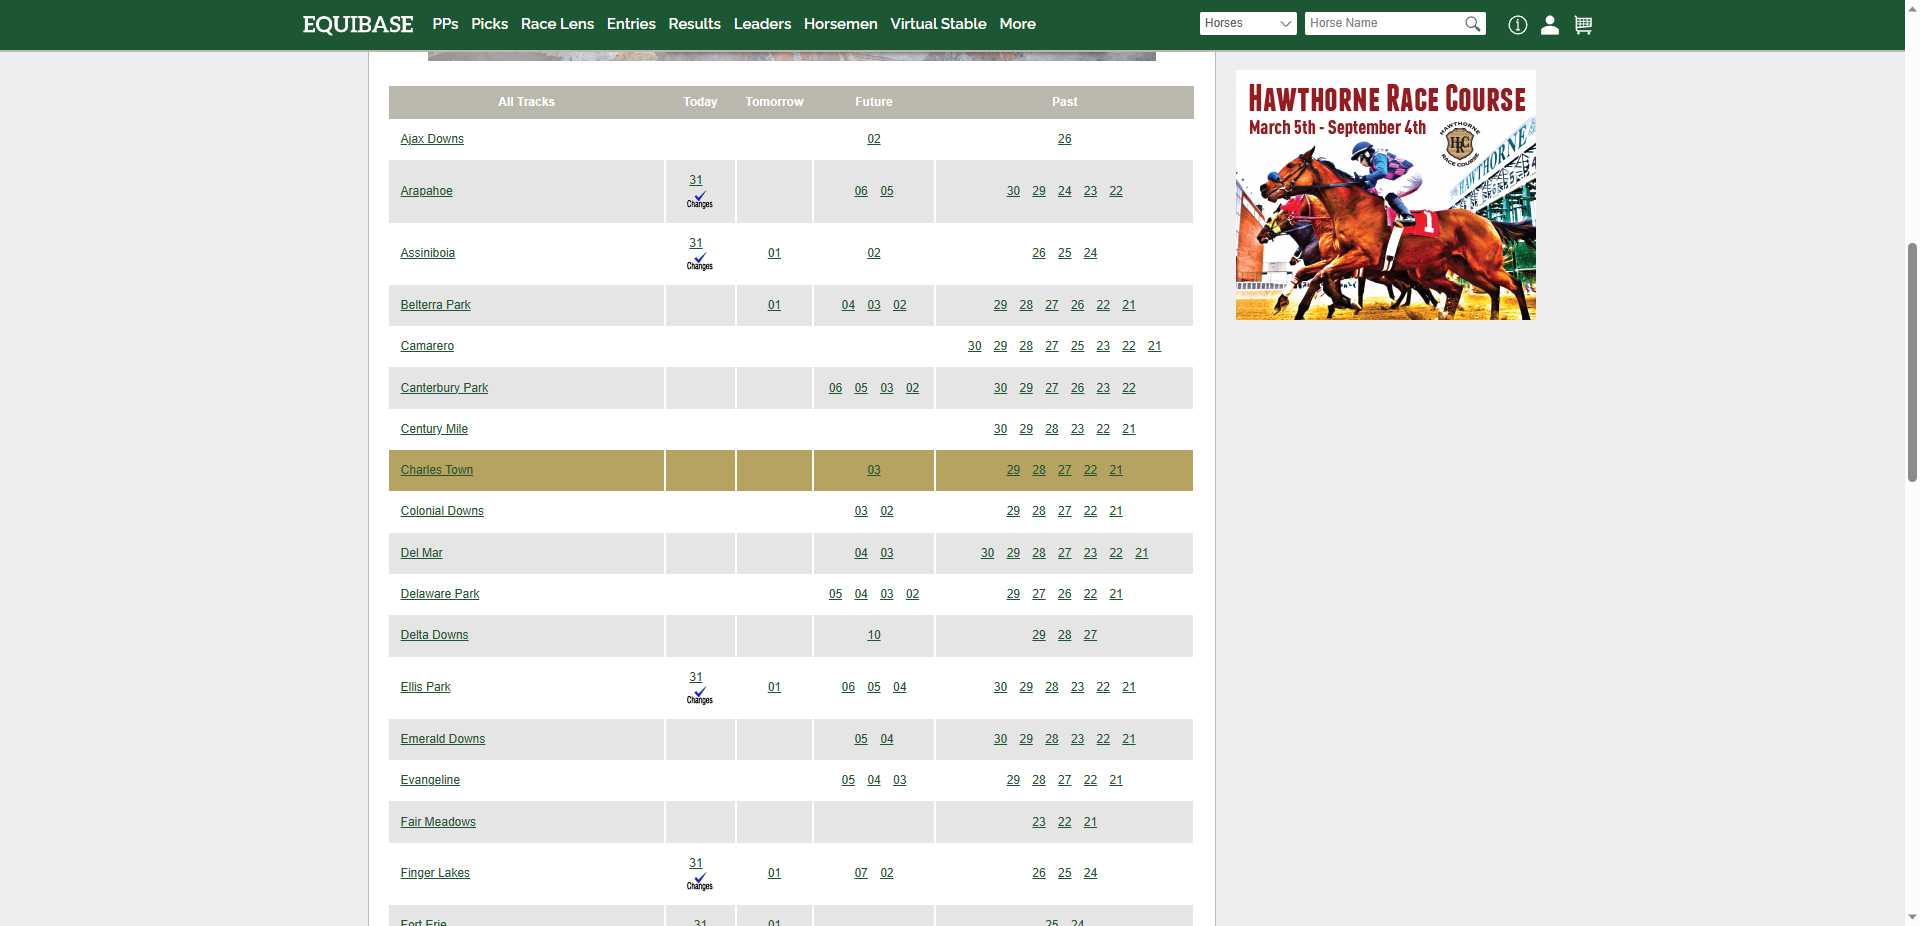 EQUIBASE PPs Picks Race Lens Entries Results Leaders Horsemen Virtual Stable More Horses Horse Name
HAWTHORNE RACE COURSE
March 5th - September 4th
HAWTHORNE
HRC
RACE COURSE
HAWTHORNE
1
All Tracks Today Tomorrow Future Past
Ajax Downs 02 26
Arapahoe 31 Changes 06 05 30 29 24 23 22
Assiniboia 31 Changes 01 02 26 25 24
Belterra Park 01 04 03 02 29 28 27 26 22 21
Camarero 30 29 28 27 25 23 22 21
Canterbury Park 06 05 03 02 30 29 27 26 23 22
Century Mile 30 29 28 23 22 21
Charles Town 03 29 28 27 22 21
Colonial Downs 03 02 29 28 27 22 21
Del Mar 04 03 30 29 28 27 23 22 21
Delaware Park 05 04 03 02 29 27 26 22 21
Delta Downs 10 29 28 27
Ellis Park 31 Changes 01 06 05 04 30 29 28 23 22 21
Emerald Downs 05 04 30 29 28 23 22 21
Evangeline 05 04 03 29 28 27 22 21
Fair Meadows 23 22 21
Finger Lakes 31 Changes 01 07 02 26 25 24
Fort Erie 31 01 25 24